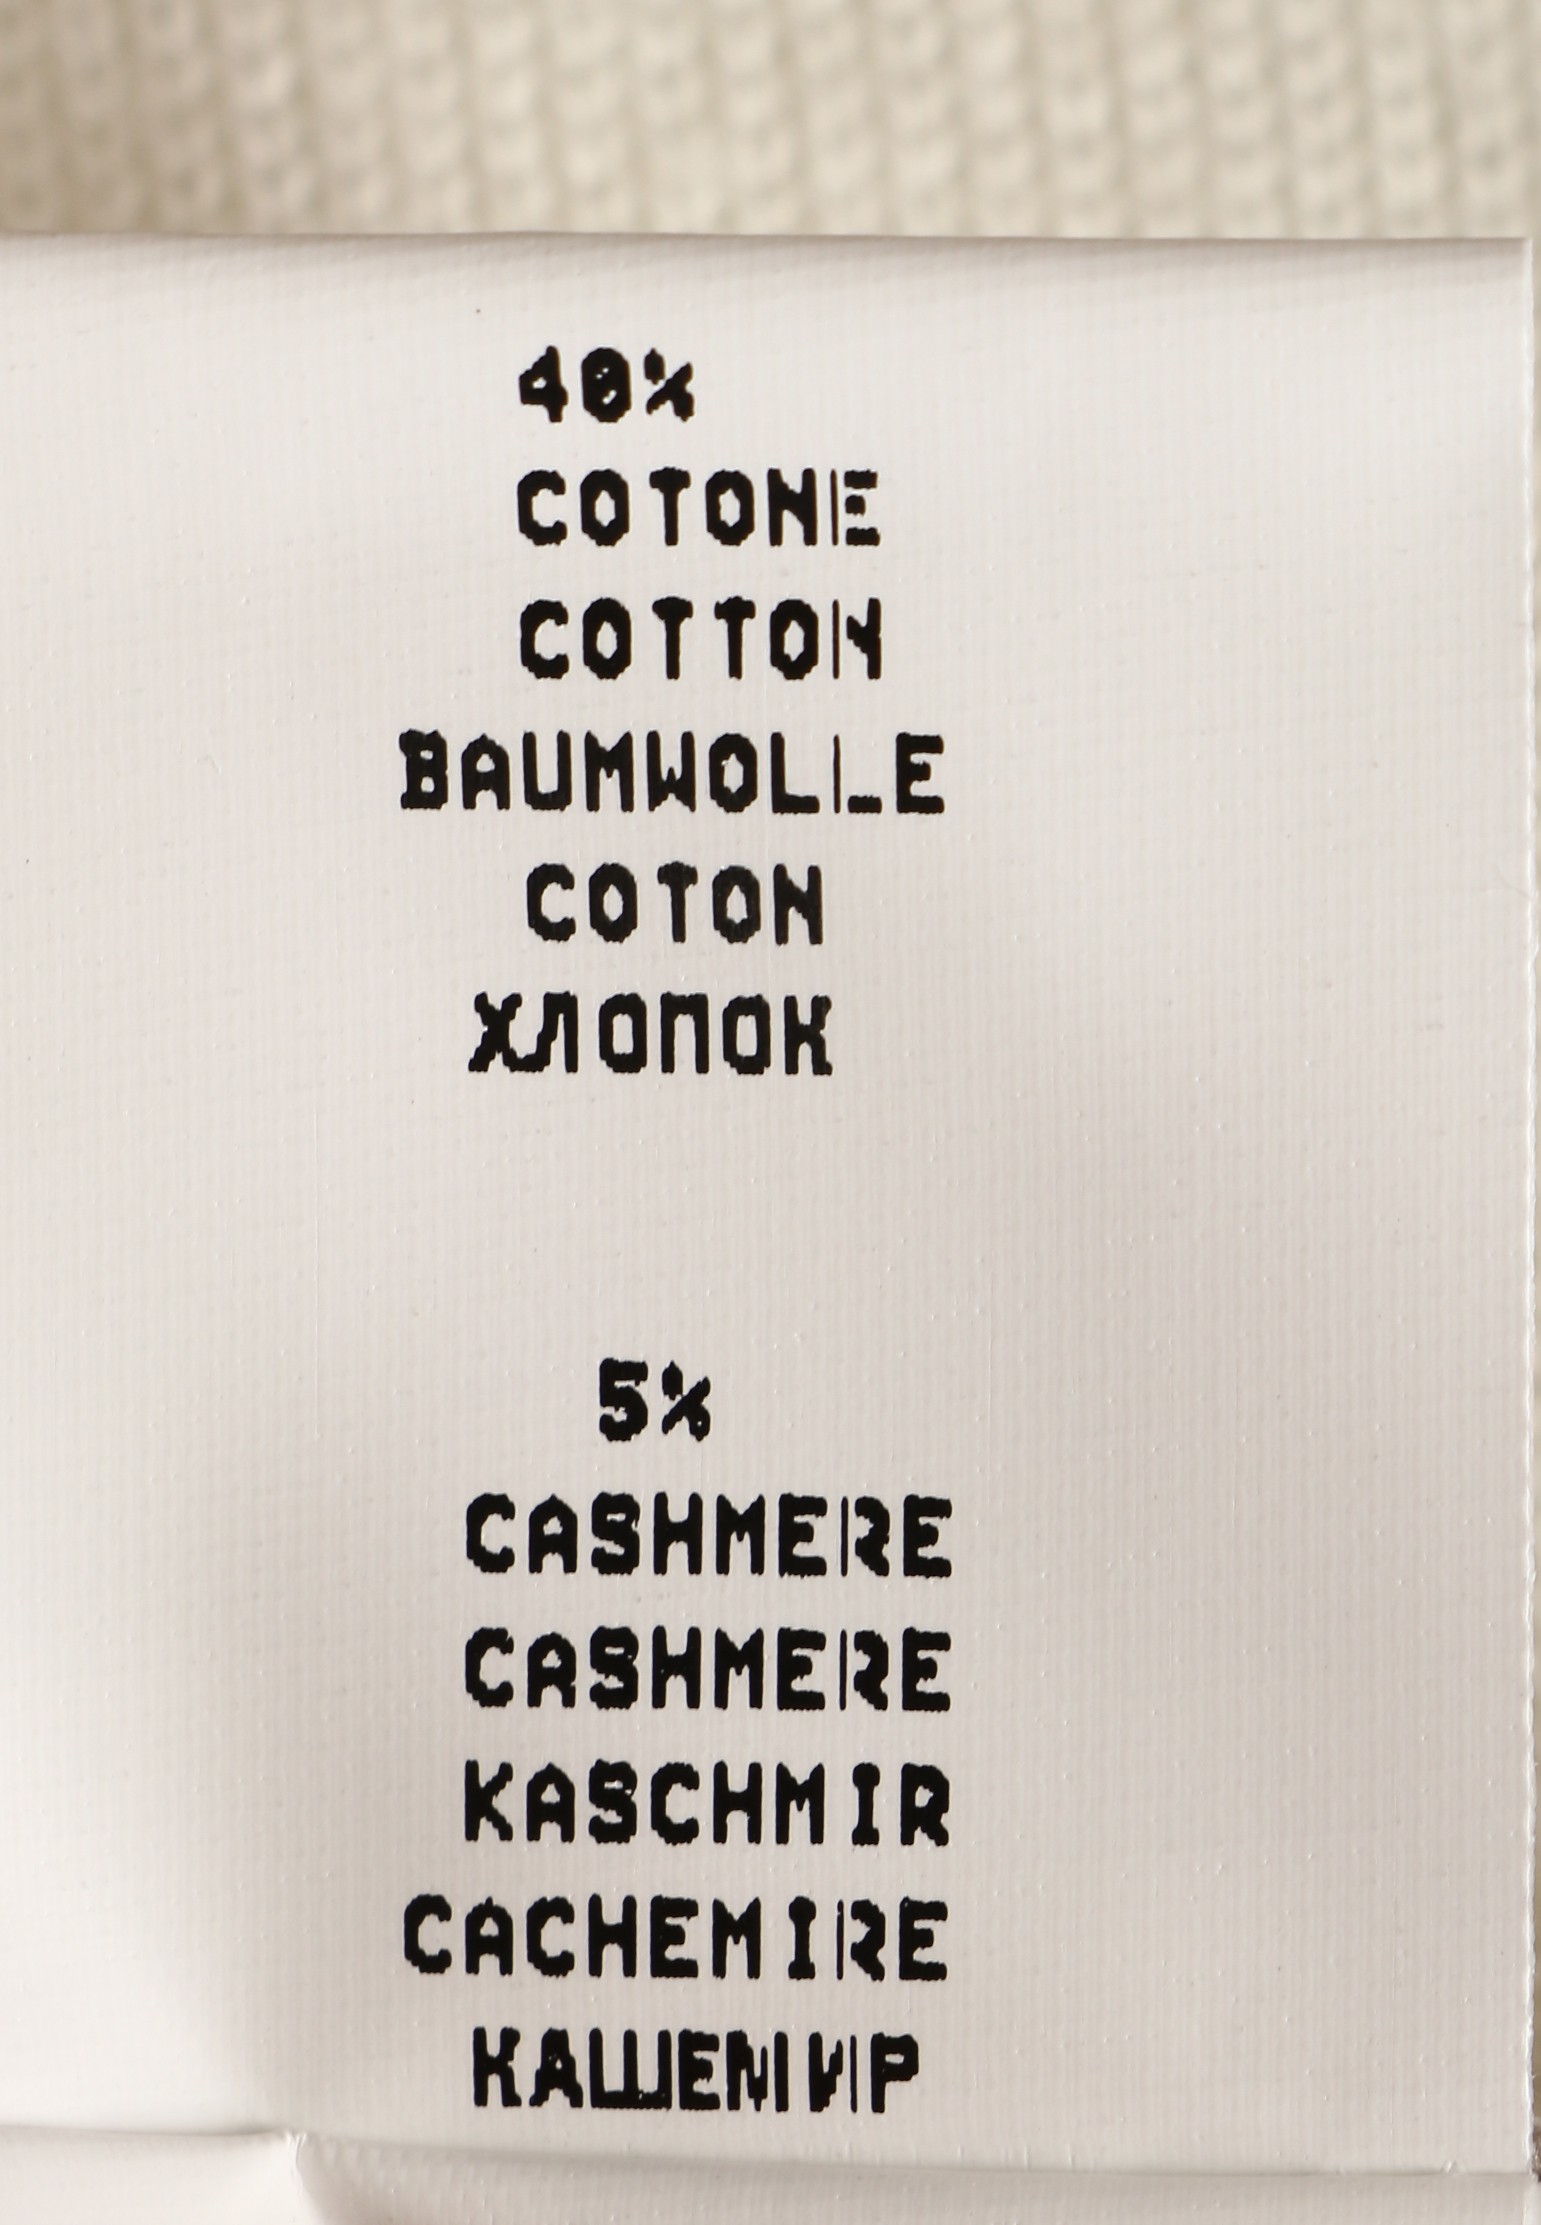 40%
COTONE
COTTON
BAUMWOLLE
COTON
ХЛОПОК
5%
CASHMERE
CASHMERE
KASCHMIR
CACHEMIRE
КАШЕМИР